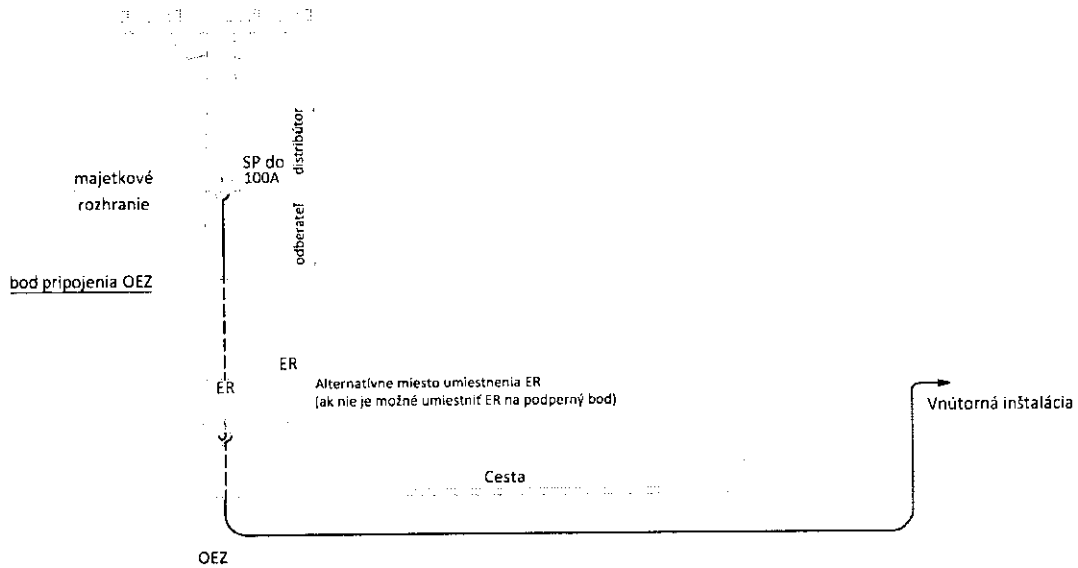 SP do
100A
distribútor
odberateľ
majetkové
rozhranie
bod pripojenia OEZ
ER
ER
Alternatívne miesto umiestnenia ER
(ak nie je možné umiestniť ER na podperný bod)
Vnútorná inštalácia
Cesta
OEZ